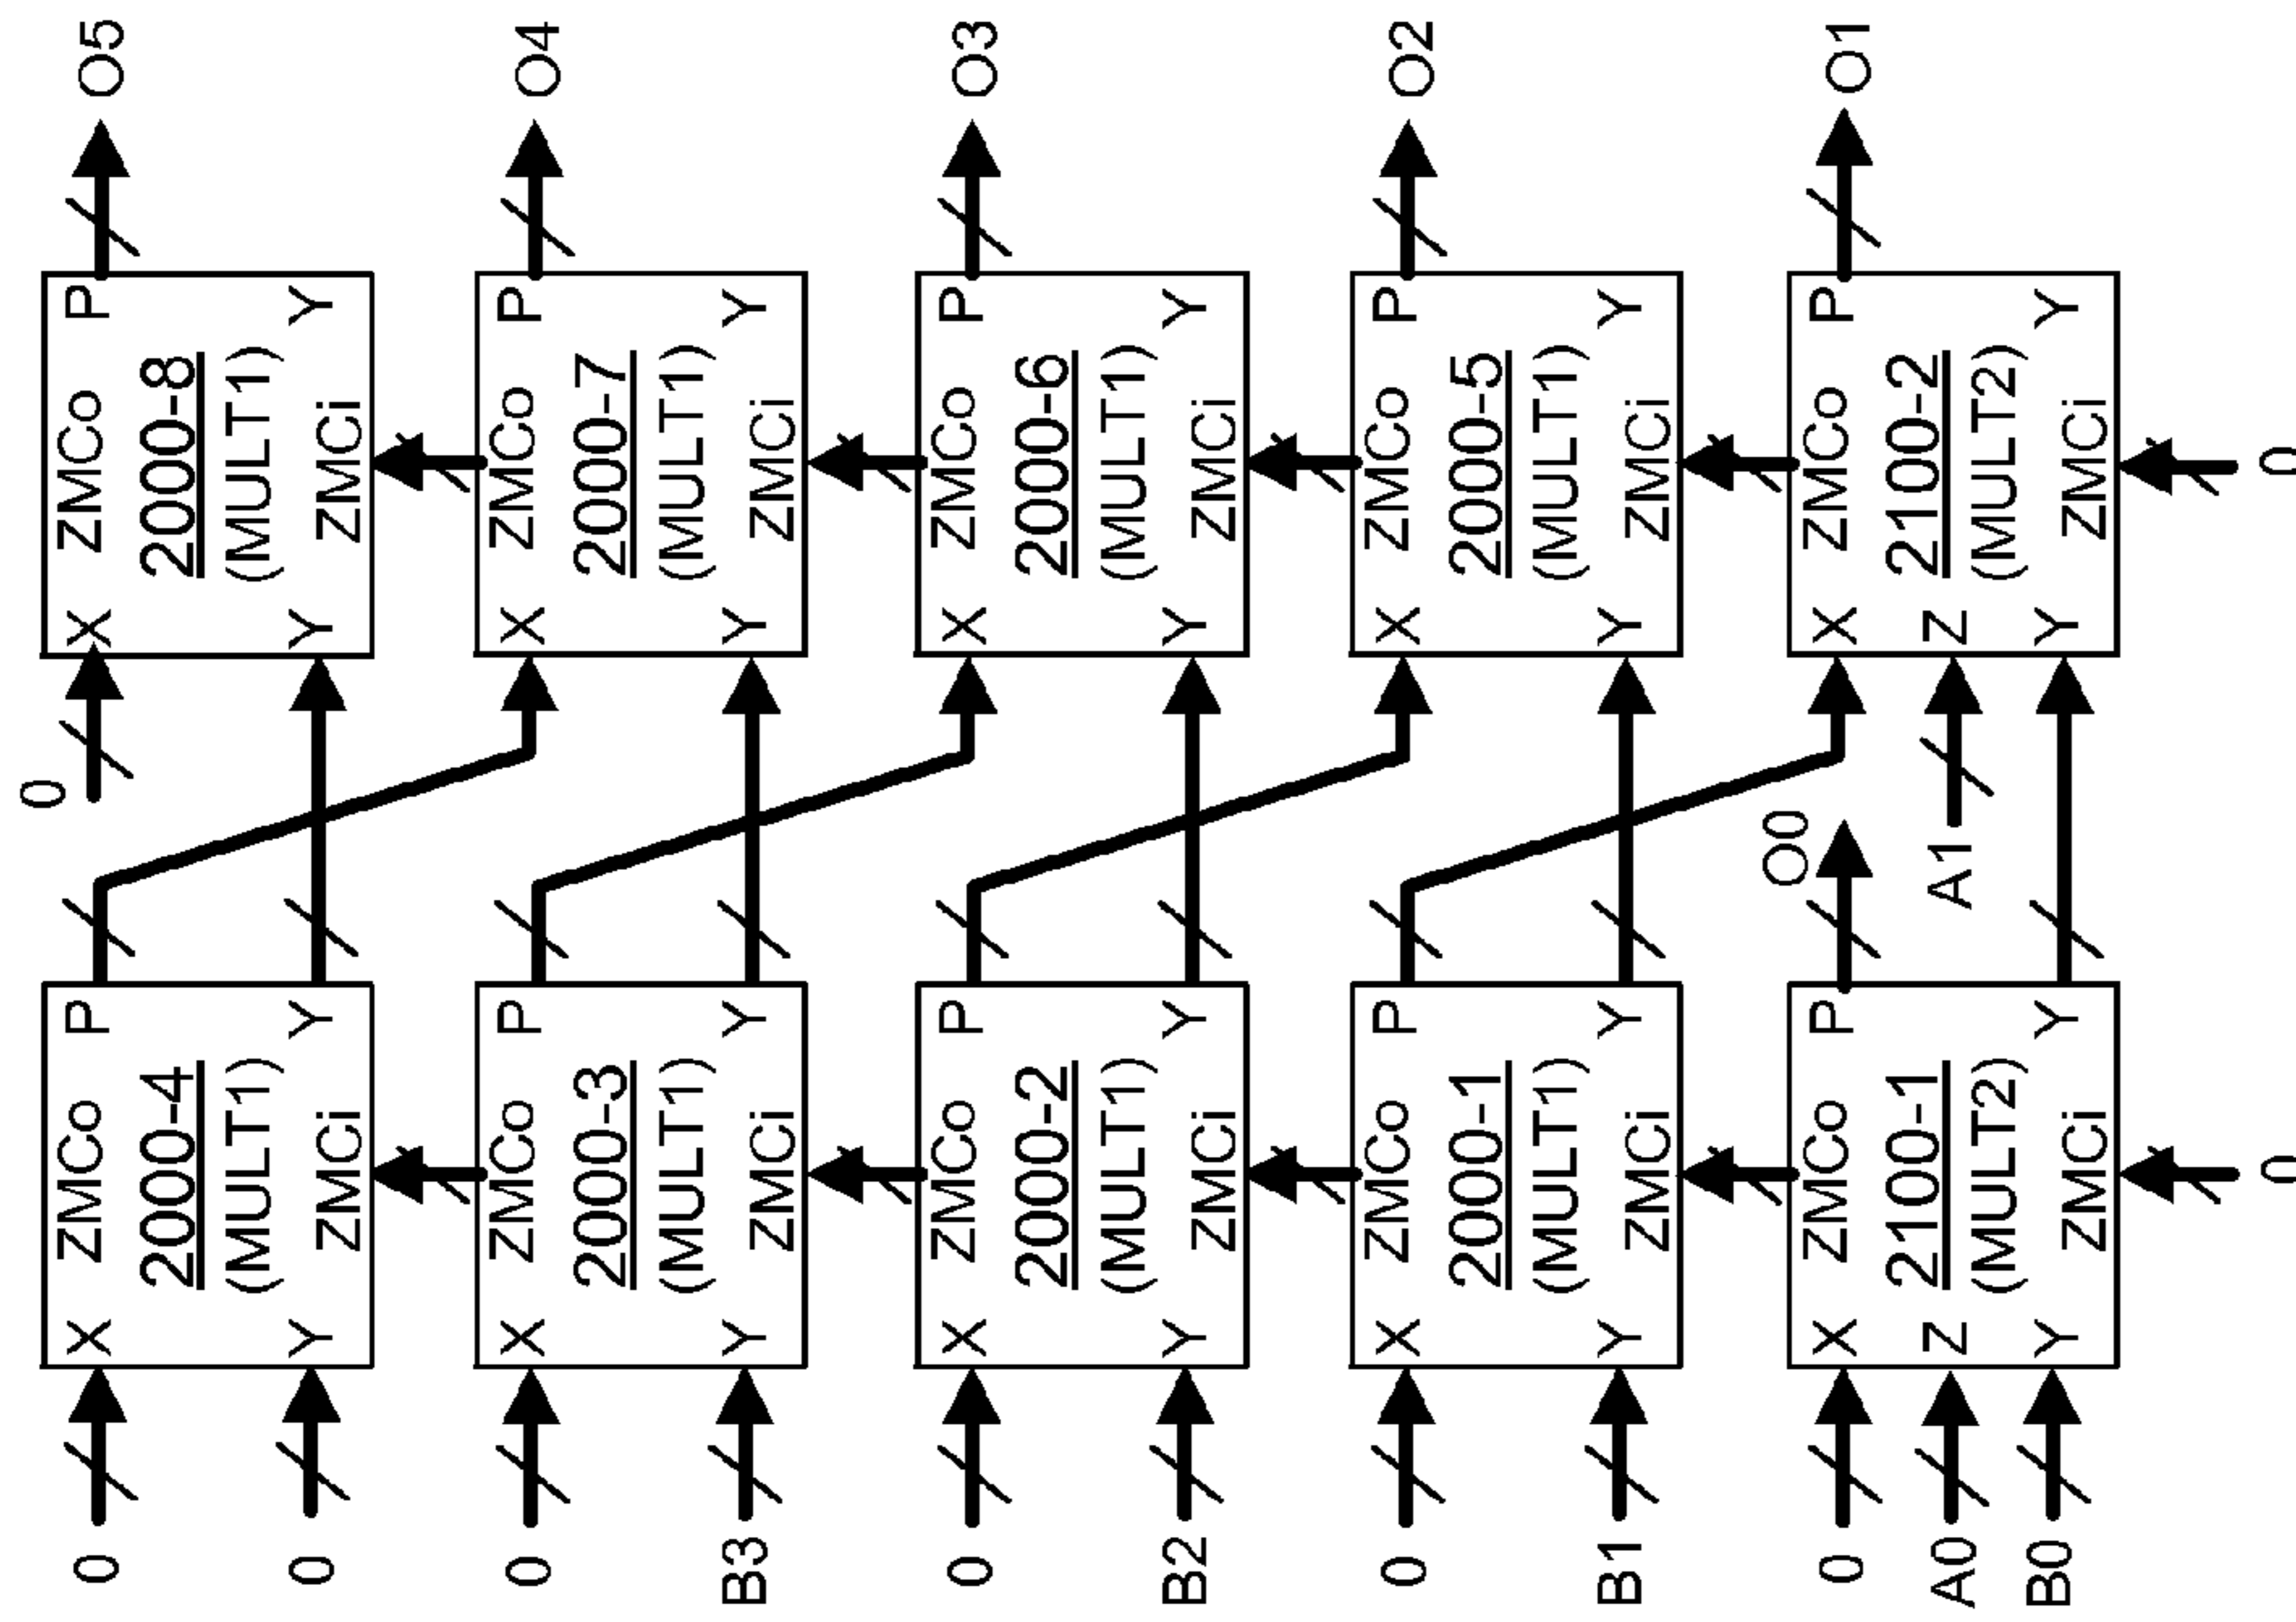 O5
O4
O3
O2
O1
P
ZMCo
X
2000-8
(MULT1)
Y
ZMCi
Y
P
ZMCo
X
2000-7
(MULT1)
Y
ZMCi
Y
P
ZMCo
X
2000-6
(MULT1)
Y
ZMCi
Y
P
ZMCo
X
2000-5
(MULT1)
Y
ZMCi
Y
P
ZMCo
X
2100-2
Z
(MULT2)
Y
ZMCi
Y
0
0
O0
A1
P
ZMCo
X
2000-4
(MULT1)
Y
ZMCi
Y
P
ZMCo
X
2000-3
(MULT1)
Y
ZMCi
Y
P
ZMCo
X
2000-2
(MULT1)
Y
ZMCi
Y
P
ZMCo
X
2000-1
(MULT1)
Y
ZMCi
Y
P
ZMCo
X
2100-1
Z
(MULT2)
Y
ZMCi
Y
0
0
0
0
B3
0
B2
0
B1
0
A0
B0